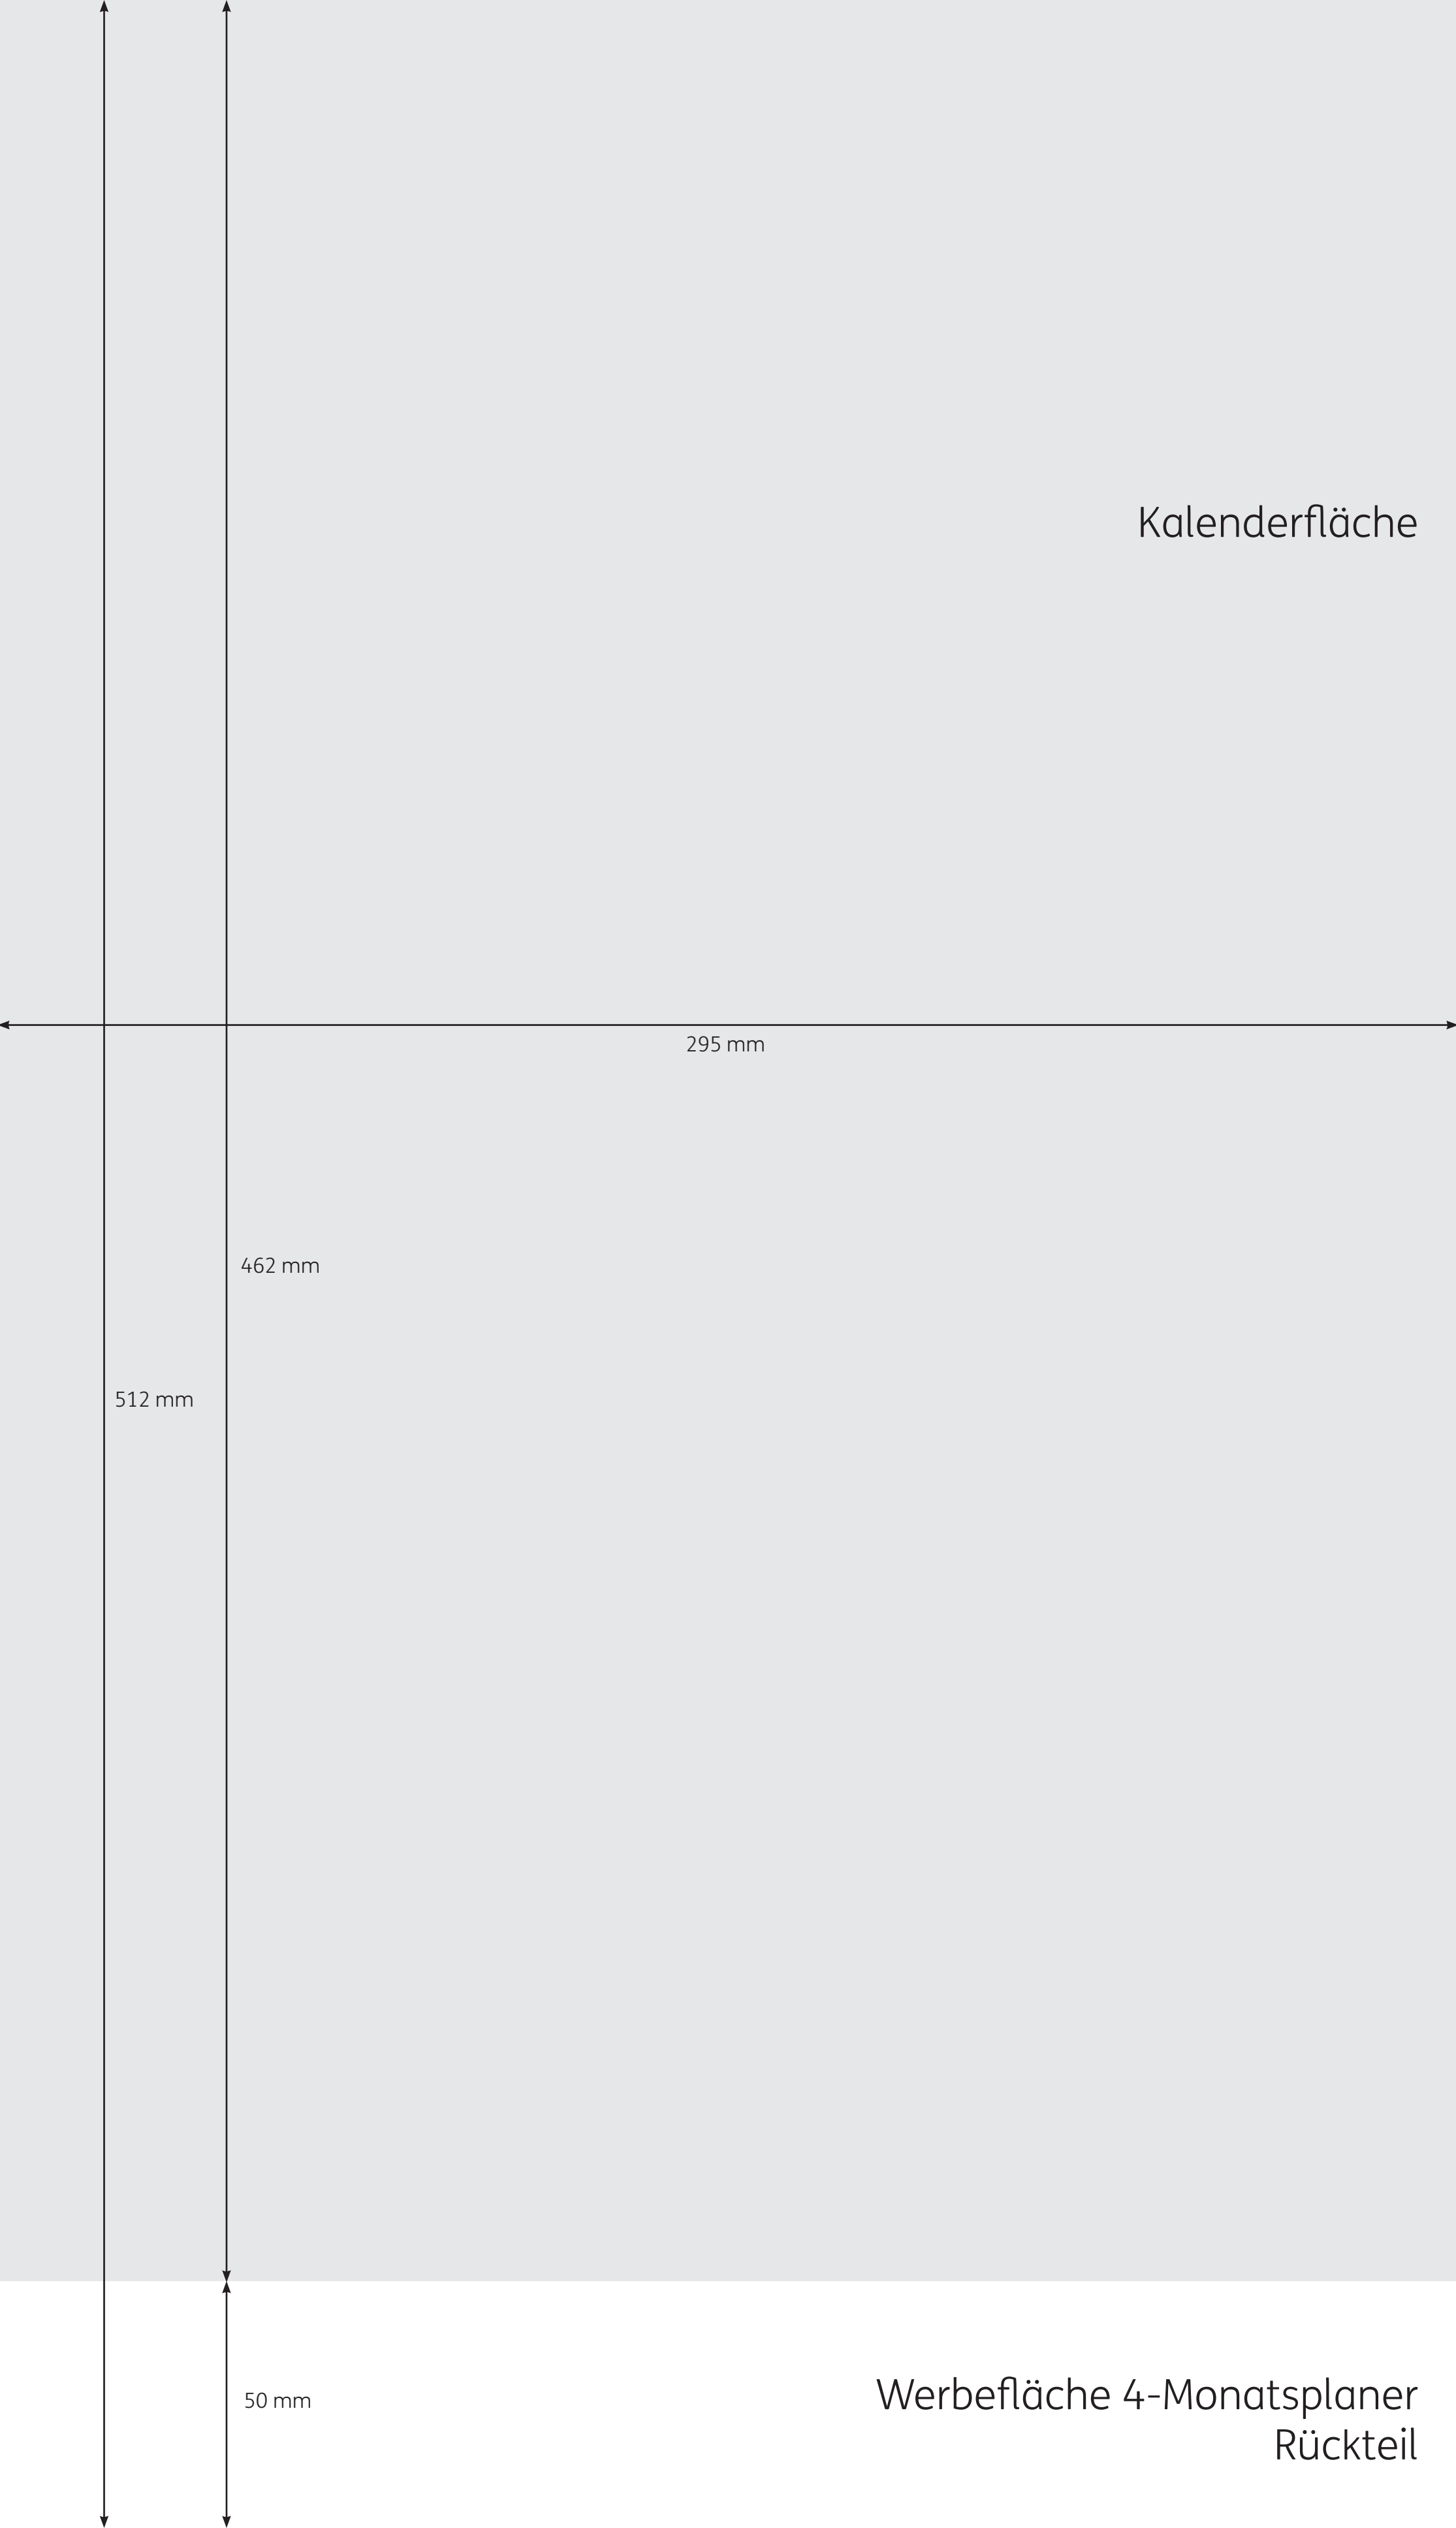 Kalenderfläche
295 mm
462 mm
512 mm
50 mm
Werbefläche 4-Monatsplaner
Rückteil